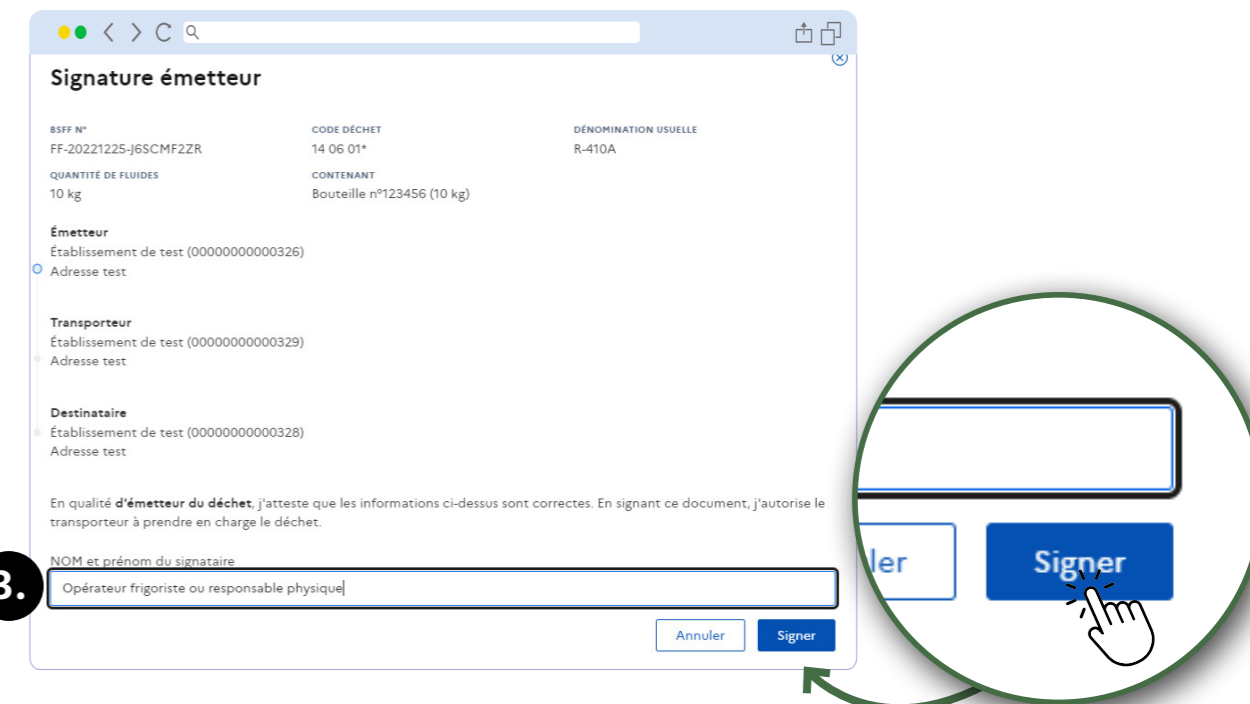 Signature émetteur
BSFF N° CODE DÉCHET DÉNOMINATION USUELLE
FF-20221225-J6SCMF2ZR 14 06 01* R-410A
QUANTITÉ DE FLUIDES CONTENANT
10 kg Bouteille n°123456 (10 kg)
Émetteur
Établissement de test (00000000000326)
Adresse test
Transporteur
Établissement de test (00000000000329)
Adresse test
Destinataire
Établissement de test (00000000000328)
Adresse test
En qualité d'émetteur du déchet, j'atteste que les informations ci-dessus sont correctes. En signant ce document, j'autorise le
transporteur à prendre en charge le déchet.
NOM et prénom du signataire
3.
Opérateur frigoriste ou responsable physique
Annuler Signer
ler Signer